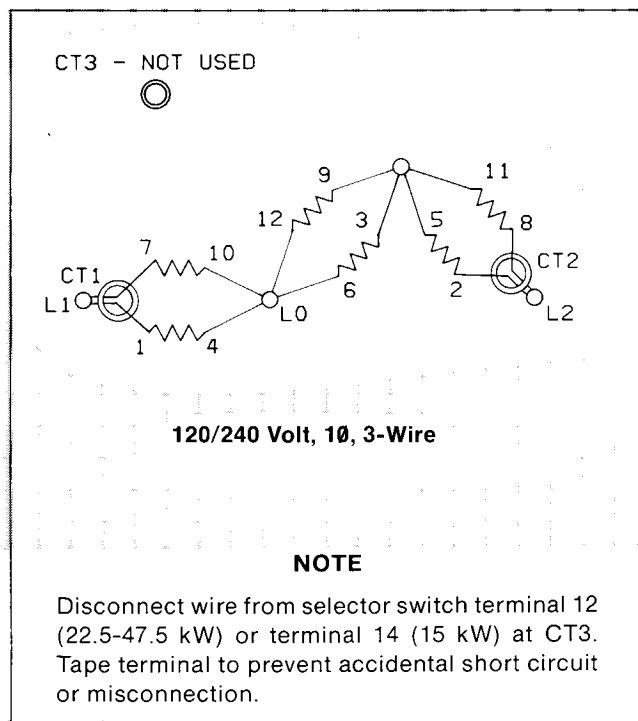 CT3 - NOT USED
9
11
12
3
5
8
7
10
CT1
CT2
6
2
L1
L0
L2
1
4
120/240 Volt, 1Ø, 3-Wire
NOTE
Disconnect wire from selector switch terminal 12
(22.5-47.5 kW) or terminal 14 (15 kW) at CT3.
Tape terminal to prevent accidental short circuit
or misconnection.